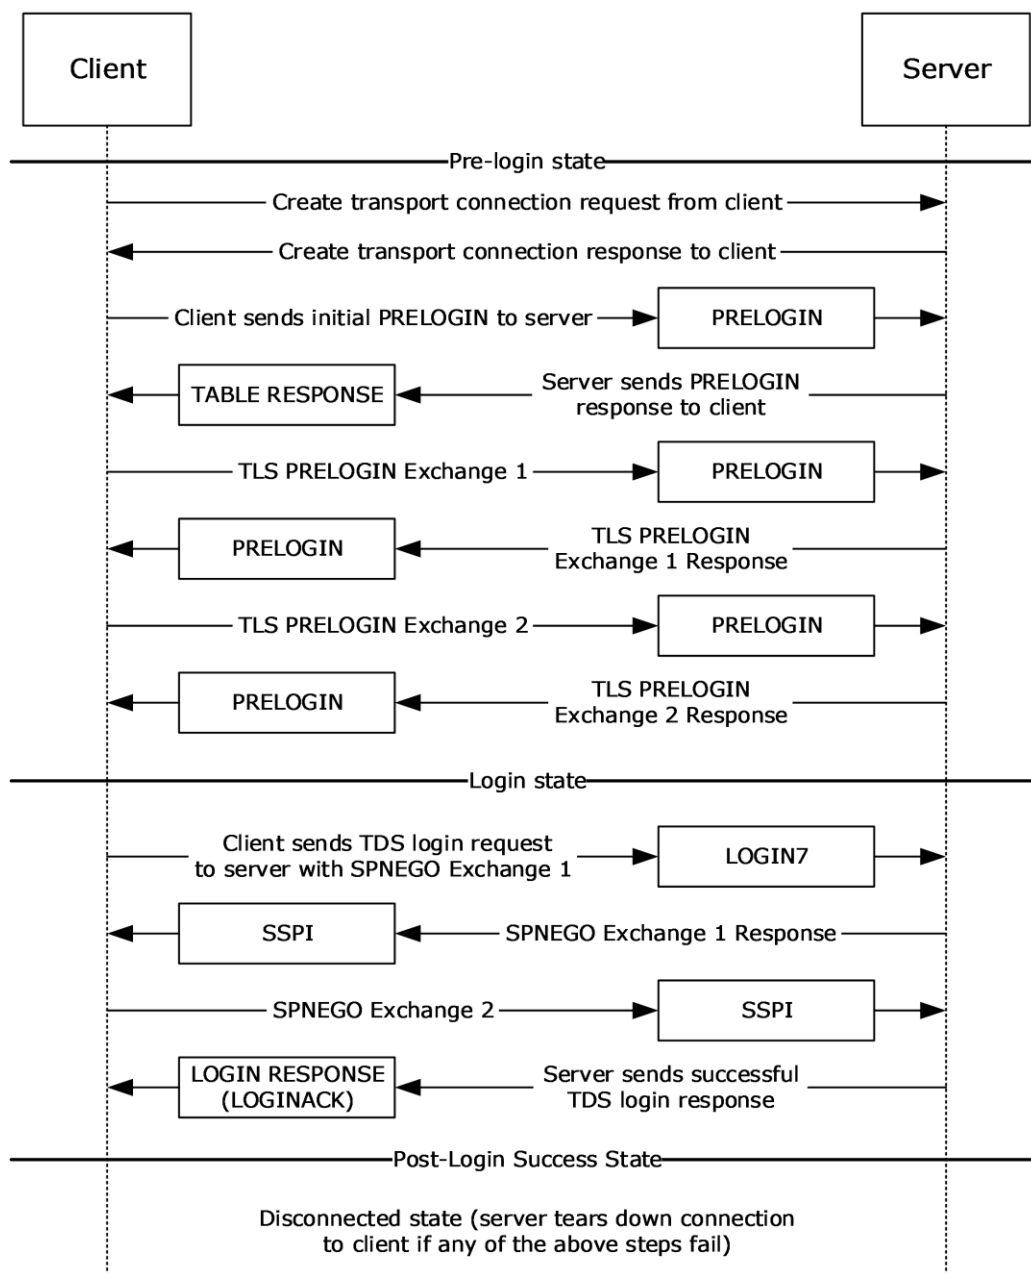 Client
Server
Pre-login state
Create transport connection request from client
Create transport connection response to client
Client sends initial PRELOGIN to server
PRELOGIN
TABLE RESPONSE
Server sends PRELOGIN
response to client
TLS PRELOGIN Exchange 1
PRELOGIN
PRELOGIN
TLS PRELOGIN
Exchange 1 Response
TLS PRELOGIN Exchange 2
PRELOGIN
PRELOGIN
TLS PRELOGIN
Exchange 2 Response
Login state
Client sends TDS login request
to server with SPNEGO Exchange 1
LOGIN7
SSPI
SPNEGO Exchange 1 Response
SPNEGO Exchange 2
SSPI
LOGIN RESPONSE
(LOGINACK)
Server sends successful
TDS login response
Post-Login Success State
Disconnected state (server tears down connection
to client if any of the above steps fail)